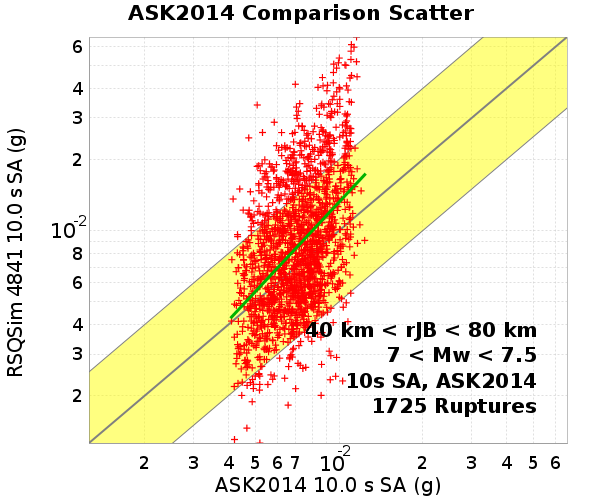 ASK2014 Comparison Scatter
RSQSim 4841 10.0 s SA (g)
6
4
3
2
10-2
8
6
4
3
2
40 km < rJB < 80 km
7 < Mw < 7.5
10s SA, ASK2014
1725 Ruptures
2 3 4 5 6 7 10-2 2 3 4 5 6
ASK2014 10.0 s SA (g)